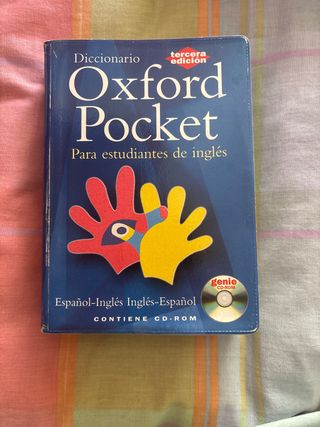 Diccionario
tercera
edición
Oxford
Pocket
Para estudiantes de inglés
Español-Inglés Inglés-Español
genie
CD-ROM
CONTIENE CD-ROM